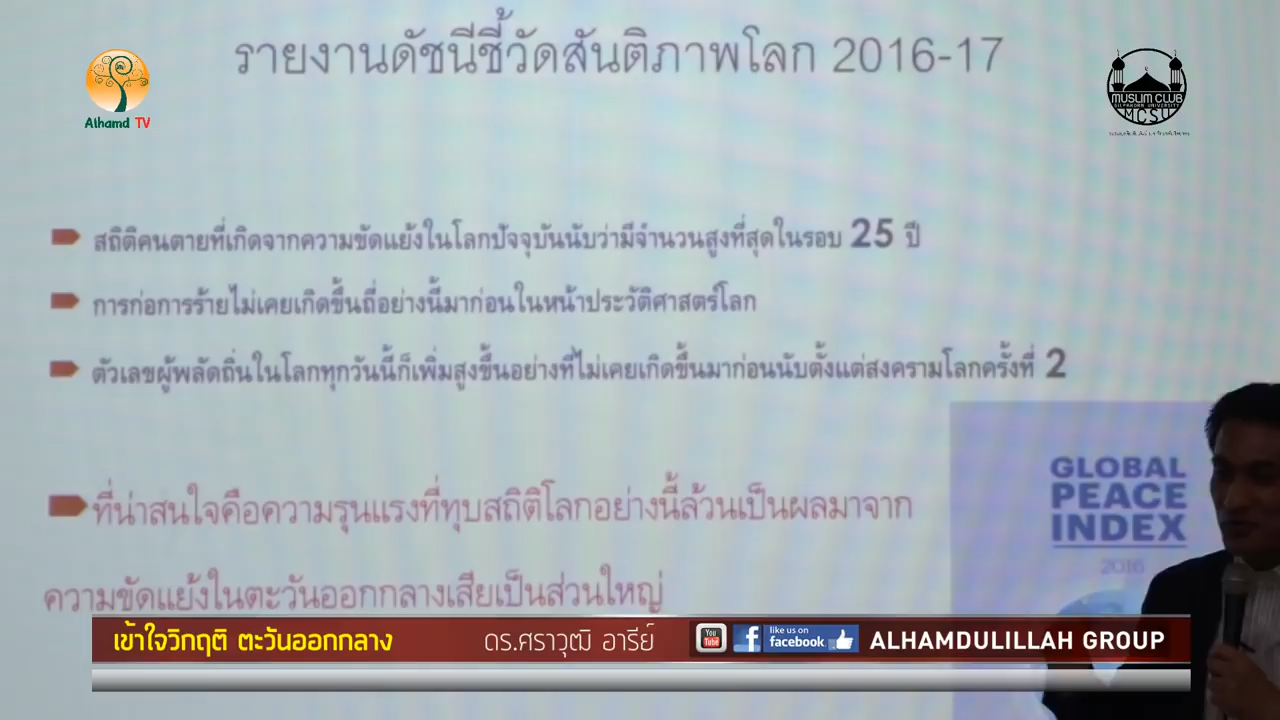 รายงานดัชนีชี้วัดสันติภาพโลก 2016-17
Alhamd TV
MUSLIM CLUB
SILPAKORN UNIVERSITY
MCSU
สถิติคนตายที่เกิดจากความขัดแย้งในโลกปัจจุบันนับว่ามีจำนวนสูงที่สุดในรอบ 25 ปี
การก่อการร้ายไม่เคยเกิดขึ้นถี่อย่างนี้มาก่อนในหน้าประวัติศาสตร์โลก
ตัวเลขผู้พลัดถิ่นในโลกทุกวันนี้ก็เพิ่มสูงขึ้นอย่างที่ไม่เคยเกิดขึ้นมาก่อนนับตั้งแต่สงครามโลกครั้งที่ 2
ที่น่าสนใจคือความรุนแรงที่ทุบสถิติโลกอย่างนี้ล้วนเป็นผลมาจาก
ความขัดแย้งในตะวันออกกลางเสียเป็นส่วนใหญ่
GLOBAL
PEACE
INDEX
2016
เข้าใจวิกฤติ ตะวันออกกลาง ดร.ศราวุฒิ อารีย์ You Tube f like us on facebook ALHAMDULILLAH GROUP